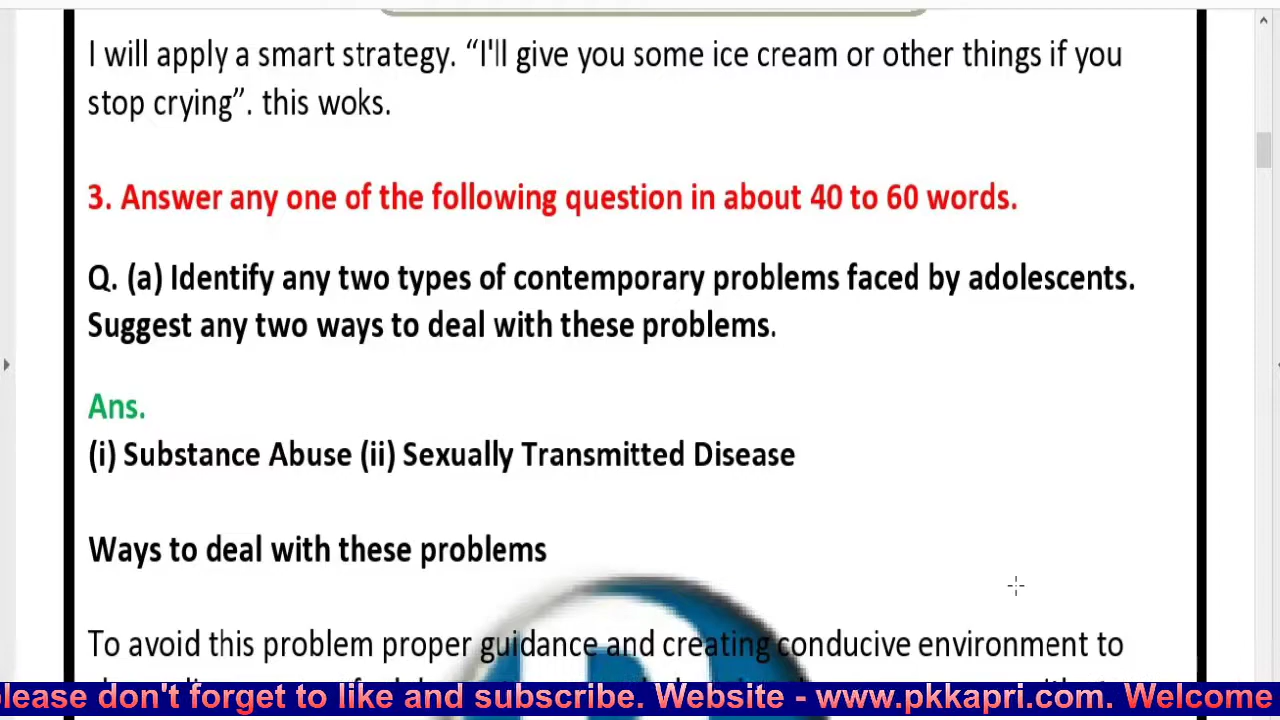 I will apply a smart strategy. “I'll give you some ice cream or other things if you
stop crying”. this woks.
3. Answer any one of the following question in about 40 to 60 words.
Q. (a) Identify any two types of contemporary problems faced by adolescents.
Suggest any two ways to deal with these problems.
Ans.
(i) Substance Abuse (ii) Sexually Transmitted Disease
Ways to deal with these problems
To avoid this problem proper guidance and creating conducive environment to
please don't forget to like and subscribe. Website - www.pkkapri.com. Welcome